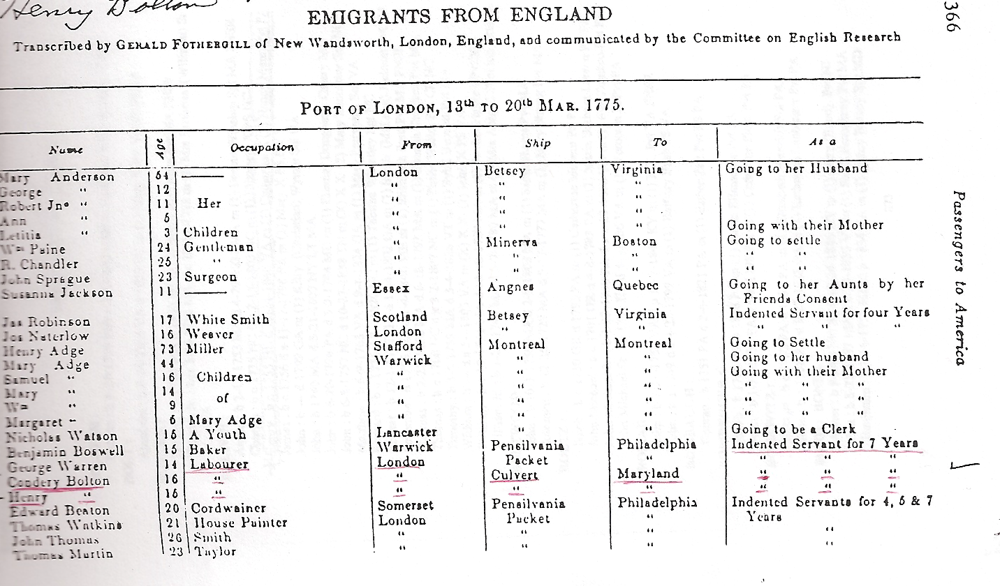 Henry Bolton
EMIGRANTS FROM ENGLAND
366
Transcribed by GERALD FOTHERGILL of New Wandsworth, London, England, and communicated by the Committee on English Research
PORT OF LONDON, 13th TO 20th MAR. 1775.
Name Age Occupation From Ship To As a
Mary Anderson 54 —— London Betsey Virginia Going to her Husband
George " 12 " " "
Robert Jno " 11 Her " " "
Ann " 5 " " "
Letitia " 3 Children " " " Going with their Mother
Wm Paine 24 Gentleman " Minerva Boston Going to settle
R. Chandler 25 " " " " " "
John Sprague 23 Surgeon " " " " "
Susanna Jackson 11 —— Essex Angnes Quebec Going to her Aunts by her
Friends Consent
Jas Robinson 17 White Smith Scotland Betsey Virginia Indented Servant for four Years
Jos Naterlow 16 Weaver London " " " " "
Henry Adge 73 Miller Stafford Montreal Montreal Going to Settle
Mary Adge 44 Warwick " " Going to her husband
Samuel " 16 Children " " " Going with their Mother
Mary " 14 " " " " " "
Wm " 9 of " " " " " "
Margaret " 6 Mary Adge " " " " " "
Nicholas Watson 16 A Youth Lancaster " " Going to be a Clerk
Benjamin Boswell 15 Baker Warwick Pensilvania Philadelphia Indented Servant for 7 Years
George Warren 14 Labourer London Packet " " " "
Condery Bolton 16 " " Culvert Maryland " " "
Henry " 15 " " " " " " "
Edward Beaton 20 Cordwainer Somerset Pensilvania Philadelphia Indented Servants for 4, 5 & 7
Thomas Watkins 21 House Painter London Packet " Years
John Thomas 26 Smith " " " "
Thomas Martin 23 Taylor " " " "
Passengers to America